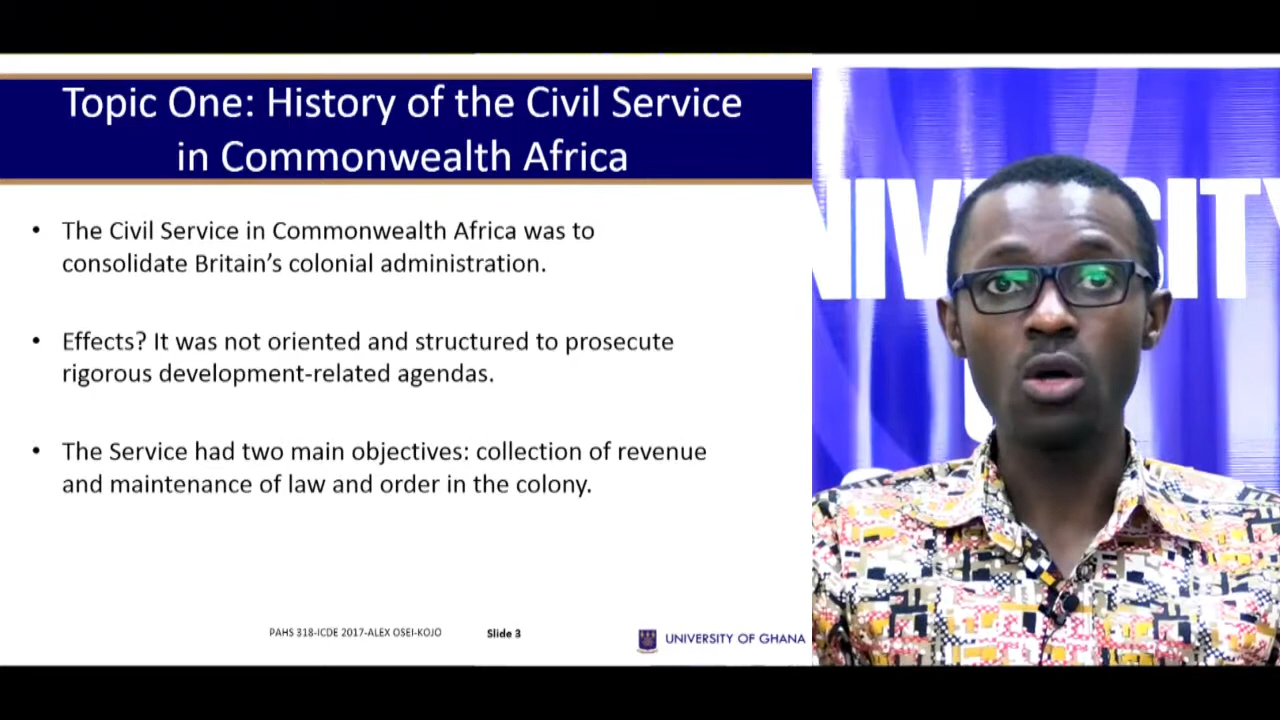 Topic One: History of the Civil Service
in Commonwealth Africa
• The Civil Service in Commonwealth Africa was to
consolidate Britain's colonial administration.
• Effects? It was not oriented and structured to prosecute
rigorous development-related agendas.
• The Service had two main objectives: collection of revenue
and maintenance of law and order in the colony.
PAHS 318-ICDE 2017-ALEX OSEI-KOJO
Slide 3
UNIVERSITY OF GHANA